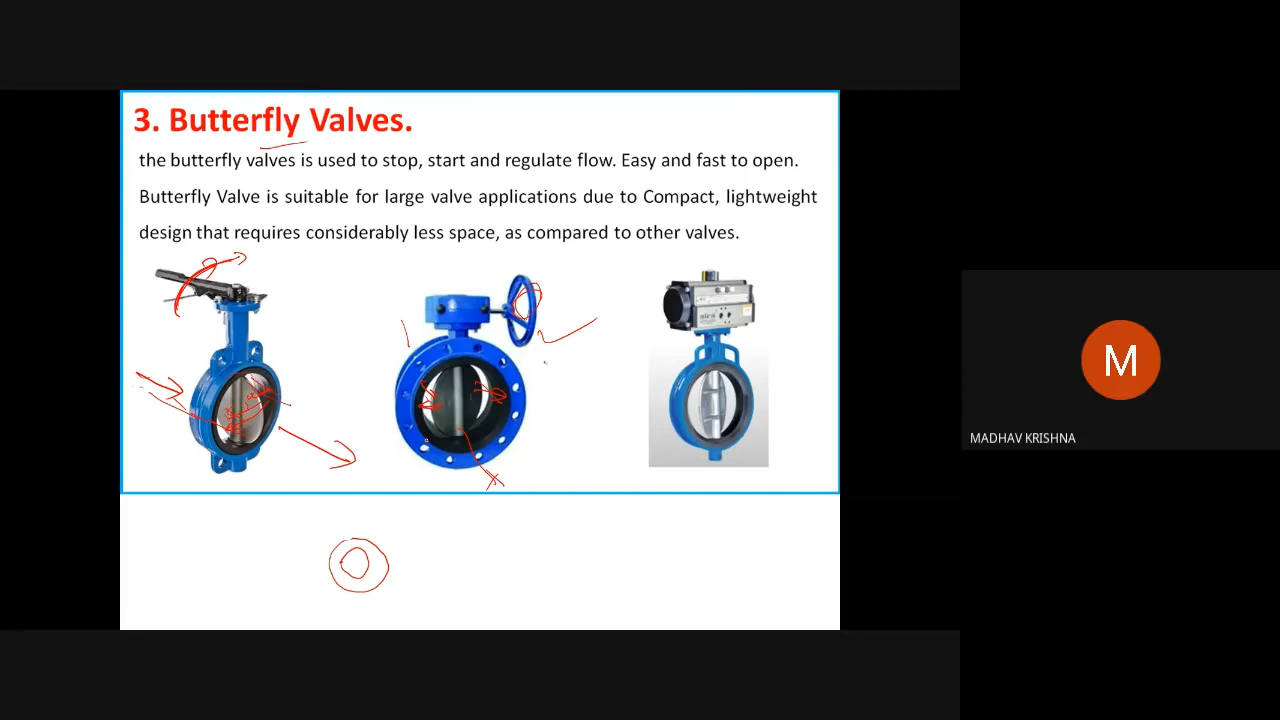 3. Butterfly Valves.
the butterfly valves is used to stop, start and regulate flow. Easy and fast to open.
Butterfly Valve is suitable for large valve applications due to Compact, lightweight
design that requires considerably less space, as compared to other valves.
M
MADHAV KRISHNA